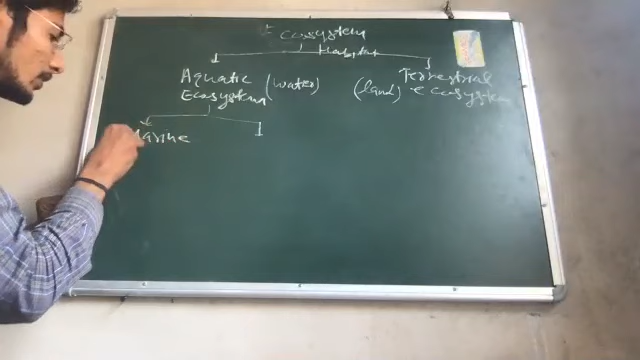 Ecosystem
Habitat
Aquatic
Ecosystem (water)
Terrestrial
(land) ecosystem
Marine